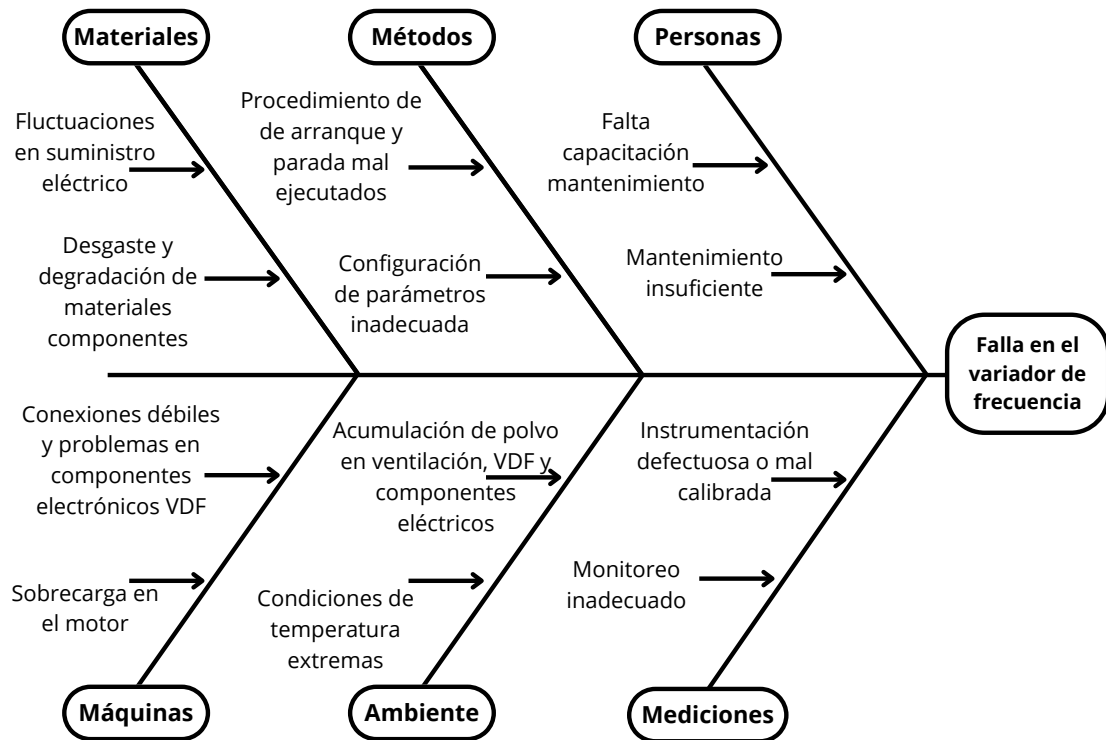 Materiales
Métodos
Personas
Fluctuaciones
en suministro
eléctrico
Procedimiento de
de arranque y
parada mal
ejecutados
Falta
capacitación
mantenimiento
Desgaste y
degradación de
materiales
componentes
Configuración
de parámetros
inadecuada
Mantenimiento
insuficiente
Falla en el
variador de
frecuencia
Conexiones débiles
y problemas en
componentes
electrónicos VDF
Acumulación de polvo
en ventilación, VDF y
componentes
eléctricos
Instrumentación
defectuosa o mal
calibrada
Sobrecarga en
el motor
Condiciones de
temperatura
extremas
Monitoreo
inadecuado
Máquinas
Ambiente
Mediciones